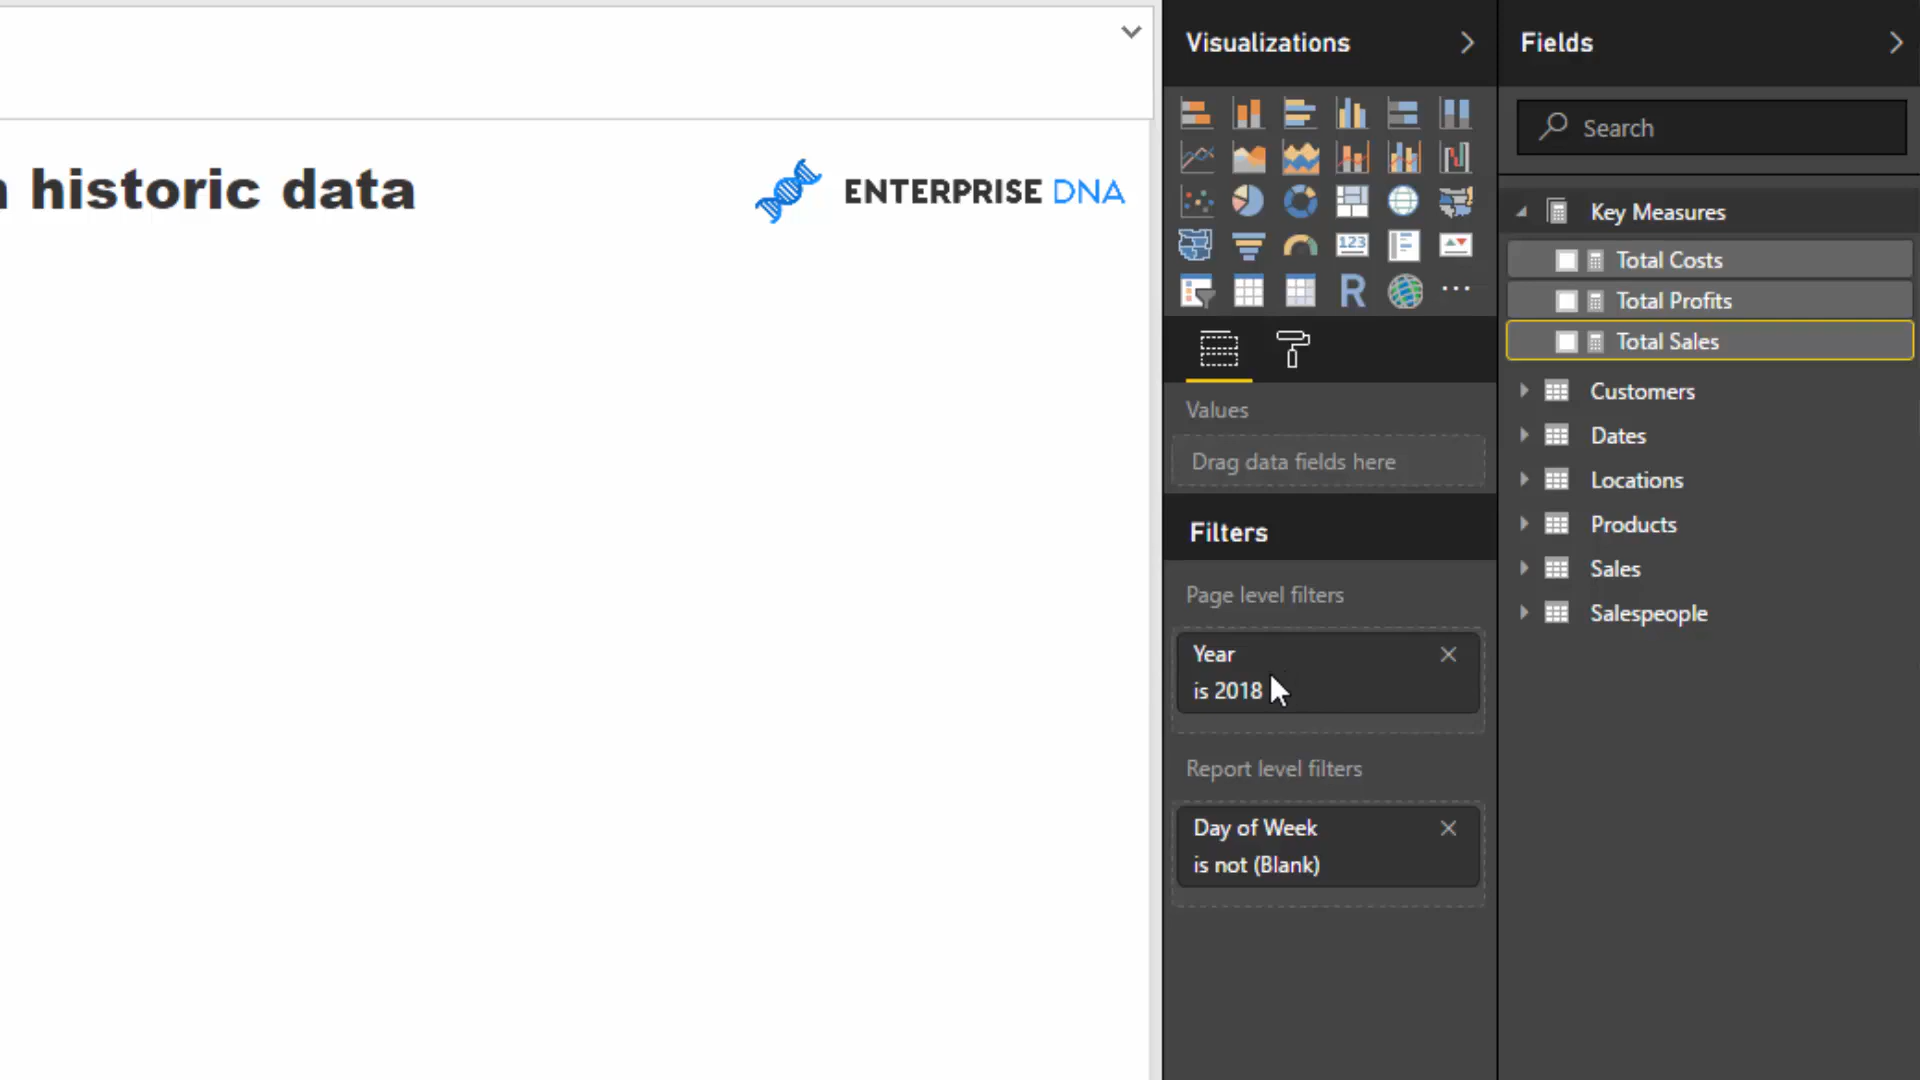 historic data
ENTERPRISE DNA
Visualizations
123
R
Values
Drag data fields here
Filters
Page level filters
Year
is 2018
Report level filters
Day of Week
is not (Blank)
Fields
Search
Key Measures
Total Costs
Total Profits
Total Sales
Customers
Dates
Locations
Products
Sales
Salespeople